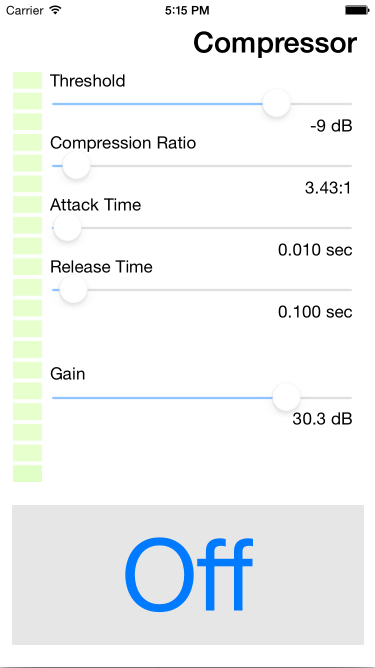 Carrier 5:15 PM
Compressor
Threshold
-9 dB
Compression Ratio
3.43:1
Attack Time
0.010 sec
Release Time
0.100 sec
Gain
30.3 dB
Off